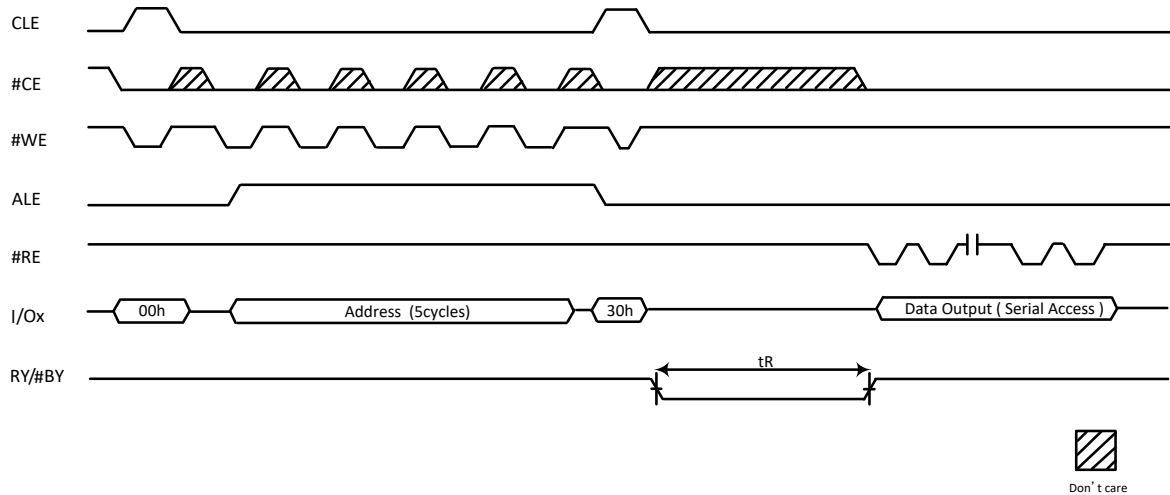 CLE
#CE
#WE
ALE
#RE
I/Ox 00h Address (5cycles) 30h Data Output ( Serial Access )
RY/#BY tR
Don' t care